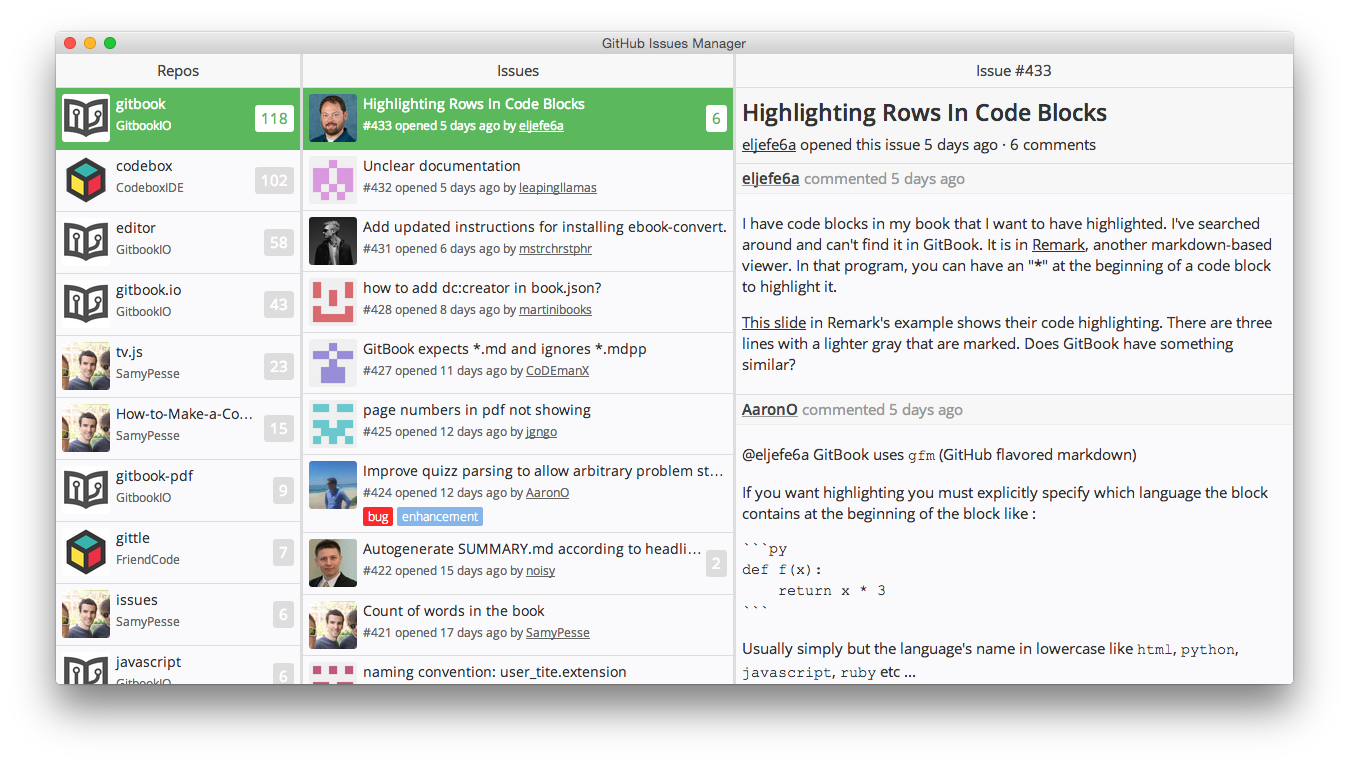 GitHub Issues Manager
Repos
gitbook
GitbookIO
118
codebox
CodeboxIDE
102
editor
GitbookIO
58
gitbook.io
GitbookIO
43
tv.js
SamyPesse
23
How-to-Make-a-Co...
SamyPesse
15
gitbook-pdf
GitbookIO
9
gittle
FriendCode
7
issues
SamyPesse
6
javascript
GitbookIO
6
Issues
Highlighting Rows In Code Blocks
#433 opened 5 days ago by eljefe6a
6
Unclear documentation
#432 opened 5 days ago by leapingllamas
Add updated instructions for installing ebook-convert.
#431 opened 6 days ago by mstrchrstphr
how to add dc:creator in book.json?
#428 opened 8 days ago by martinibooks
GitBook expects *.md and ignores *.mdpp
#427 opened 11 days ago by CoDEmanX
page numbers in pdf not showing
#425 opened 12 days ago by jgngo
Improve quizz parsing to allow arbitrary problem st...
#424 opened 12 days ago by AaronO
bug enhancement
Autogenerate SUMMARY.md according to headli...
#422 opened 15 days ago by noisy
2
Count of words in the book
#421 opened 17 days ago by SamyPesse
naming convention: user_tite.extension
Issue #433
Highlighting Rows In Code Blocks
eljefe6a opened this issue 5 days ago · 6 comments
eljefe6a commented 5 days ago
I have code blocks in my book that I want to have highlighted. I've searched
around and can't find it in GitBook. It is in Remark, another markdown-based
viewer. In that program, you can have an "*" at the beginning of a code block
to highlight it.
This slide in Remark's example shows their code highlighting. There are three
lines with a lighter gray that are marked. Does GitBook have something
similar?
AaronO commented 5 days ago
@eljefe6a GitBook uses gfm (GitHub flavored markdown)
If you want highlighting you must explicitly specify which language the block
contains at the beginning of the block like :
```py
def f(x):
    return x * 3
```
Usually simply but the language's name in lowercase like html, python,
javascript, ruby etc ...